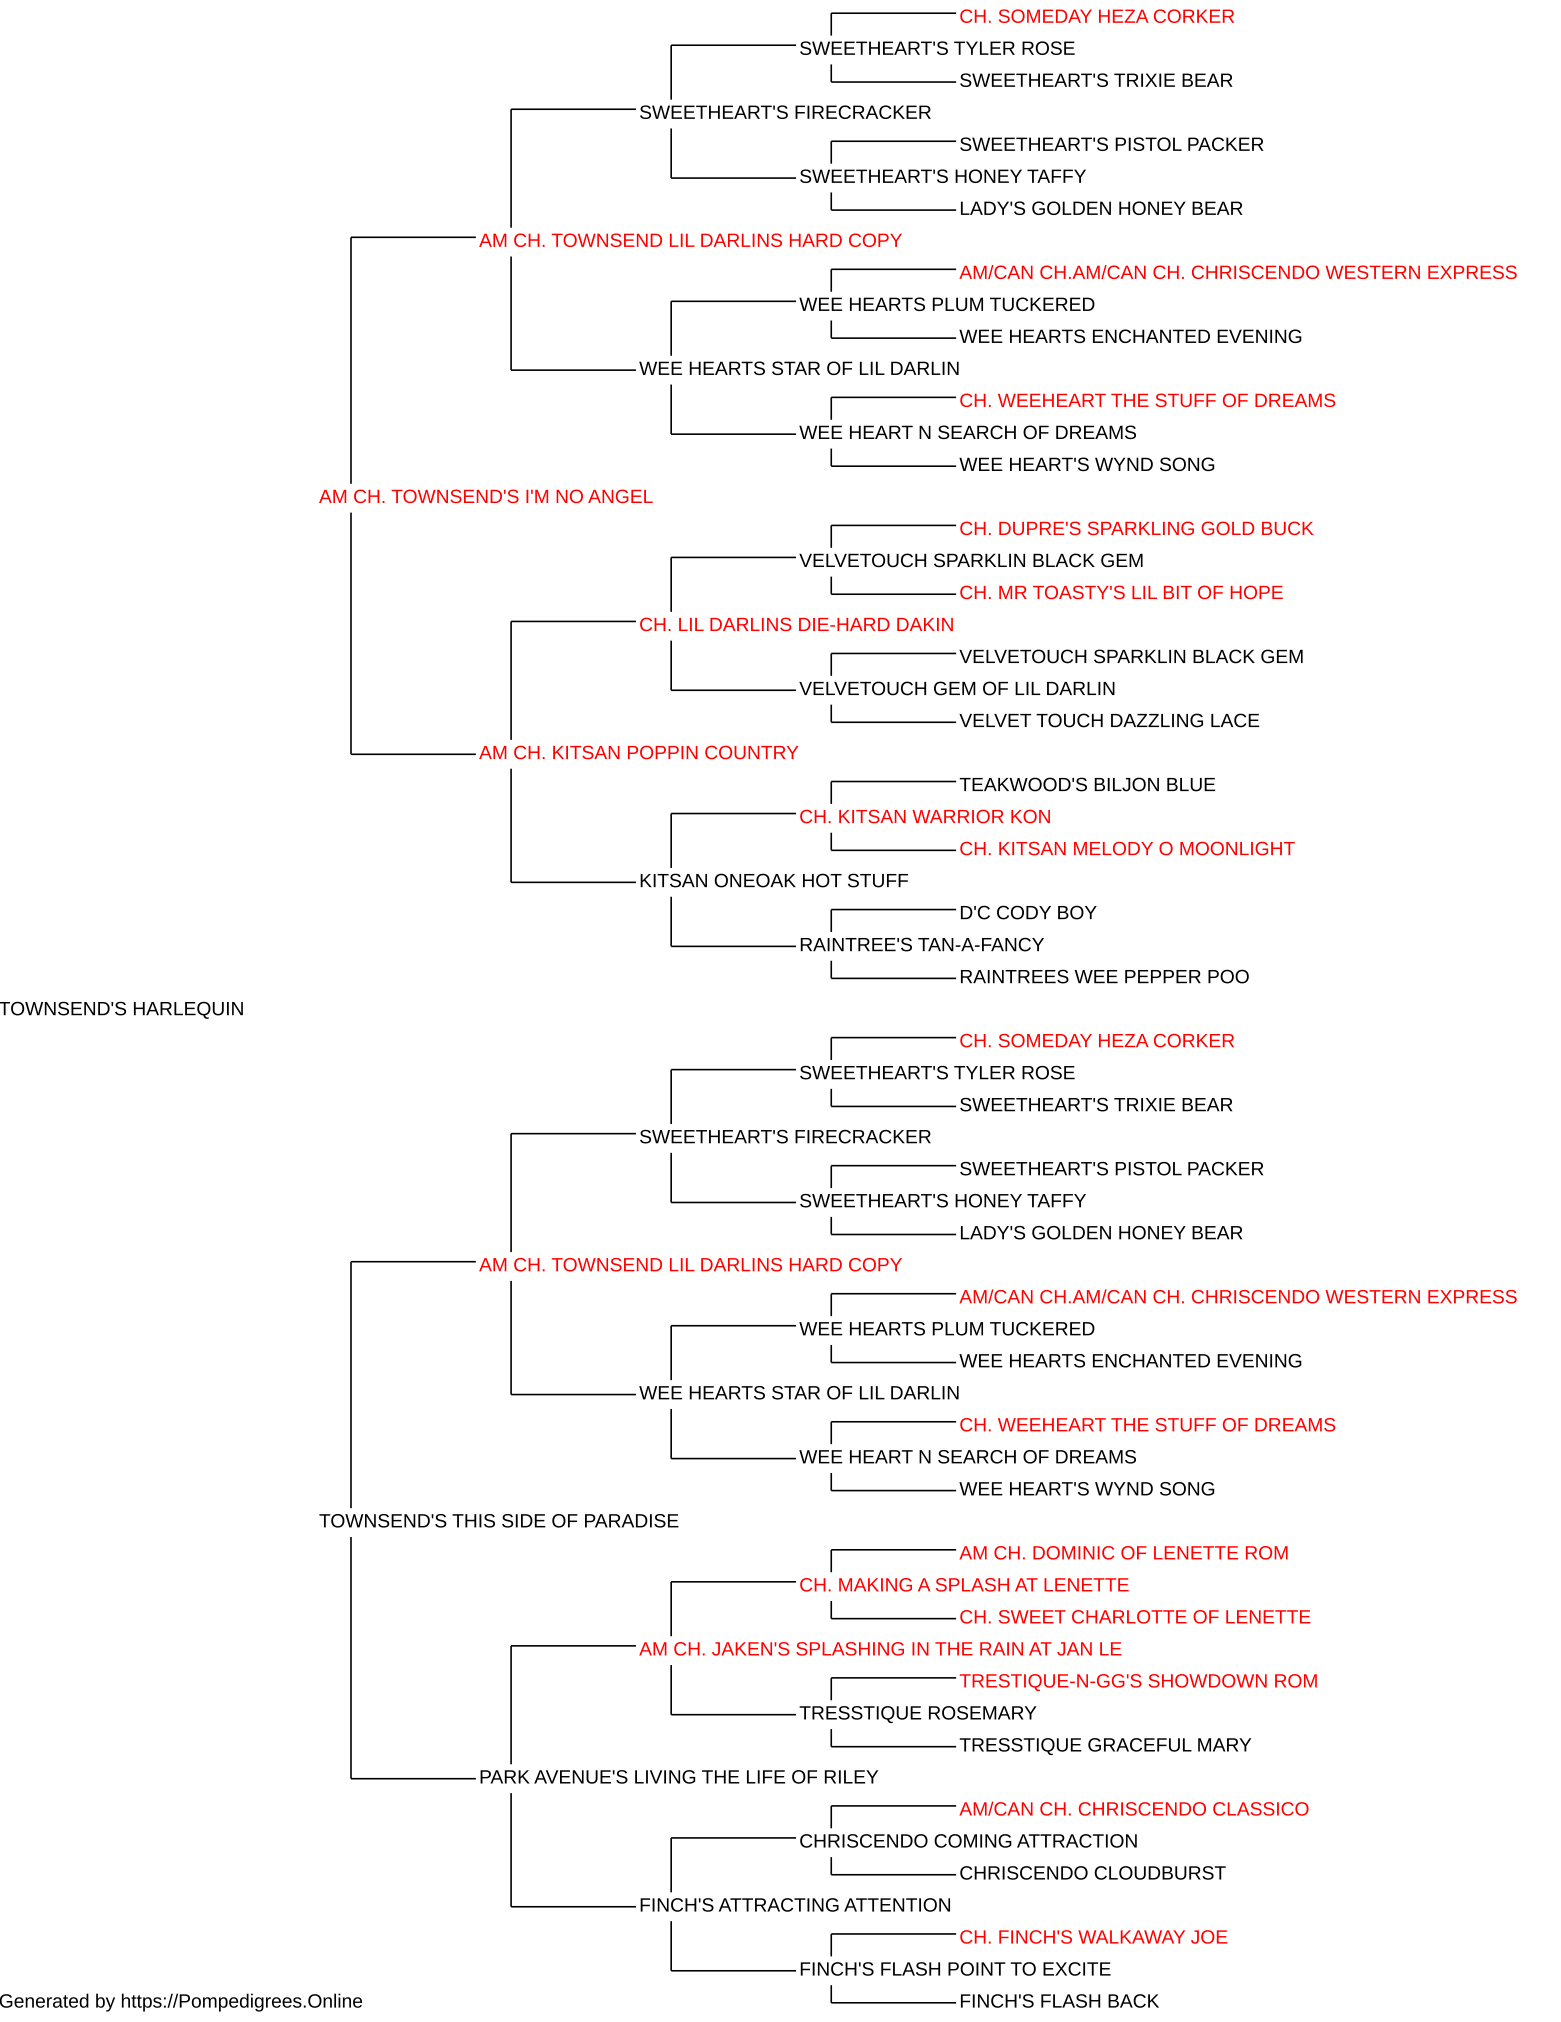 CH. SOMEDAY HEZA CORKER
SWEETHEART'S TYLER ROSE
SWEETHEART'S TRIXIE BEAR
SWEETHEART'S FIRECRACKER
SWEETHEART'S PISTOL PACKER
SWEETHEART'S HONEY TAFFY
LADY'S GOLDEN HONEY BEAR
AM CH. TOWNSEND LIL DARLINS HARD COPY
AM/CAN CH.AM/CAN CH. CHRISCENDO WESTERN EXPRESS
WEE HEARTS PLUM TUCKERED
WEE HEARTS ENCHANTED EVENING
WEE HEARTS STAR OF LIL DARLIN
CH. WEEHEART THE STUFF OF DREAMS
WEE HEART N SEARCH OF DREAMS
WEE HEART'S WYND SONG
AM CH. TOWNSEND'S I'M NO ANGEL
CH. DUPRE'S SPARKLING GOLD BUCK
VELVETOUCH SPARKLIN BLACK GEM
CH. MR TOASTY'S LIL BIT OF HOPE
CH. LIL DARLINS DIE-HARD DAKIN
VELVETOUCH SPARKLIN BLACK GEM
VELVETOUCH GEM OF LIL DARLIN
VELVET TOUCH DAZZLING LACE
AM CH. KITSAN POPPIN COUNTRY
TEAKWOOD'S BILJON BLUE
CH. KITSAN WARRIOR KON
CH. KITSAN MELODY O MOONLIGHT
KITSAN ONEOAK HOT STUFF
D'C CODY BOY
RAINTREE'S TAN-A-FANCY
RAINTREES WEE PEPPER POO
TOWNSEND'S HARLEQUIN
CH. SOMEDAY HEZA CORKER
SWEETHEART'S TYLER ROSE
SWEETHEART'S TRIXIE BEAR
SWEETHEART'S FIRECRACKER
SWEETHEART'S PISTOL PACKER
SWEETHEART'S HONEY TAFFY
LADY'S GOLDEN HONEY BEAR
AM CH. TOWNSEND LIL DARLINS HARD COPY
AM/CAN CH.AM/CAN CH. CHRISCENDO WESTERN EXPRESS
WEE HEARTS PLUM TUCKERED
WEE HEARTS ENCHANTED EVENING
WEE HEARTS STAR OF LIL DARLIN
CH. WEEHEART THE STUFF OF DREAMS
WEE HEART N SEARCH OF DREAMS
WEE HEART'S WYND SONG
TOWNSEND'S THIS SIDE OF PARADISE
AM CH. DOMINIC OF LENETTE ROM
CH. MAKING A SPLASH AT LENETTE
CH. SWEET CHARLOTTE OF LENETTE
AM CH. JAKEN'S SPLASHING IN THE RAIN AT JAN LE
TRESTIQUE-N-GG'S SHOWDOWN ROM
TRESSTIQUE ROSEMARY
TRESSTIQUE GRACEFUL MARY
PARK AVENUE'S LIVING THE LIFE OF RILEY
AM/CAN CH. CHRISCENDO CLASSICO
CHRISCENDO COMING ATTRACTION
CHRISCENDO CLOUDBURST
FINCH'S ATTRACTING ATTENTION
CH. FINCH'S WALKAWAY JOE
FINCH'S FLASH POINT TO EXCITE
FINCH'S FLASH BACK
Generated by https://Pompedigrees.Online